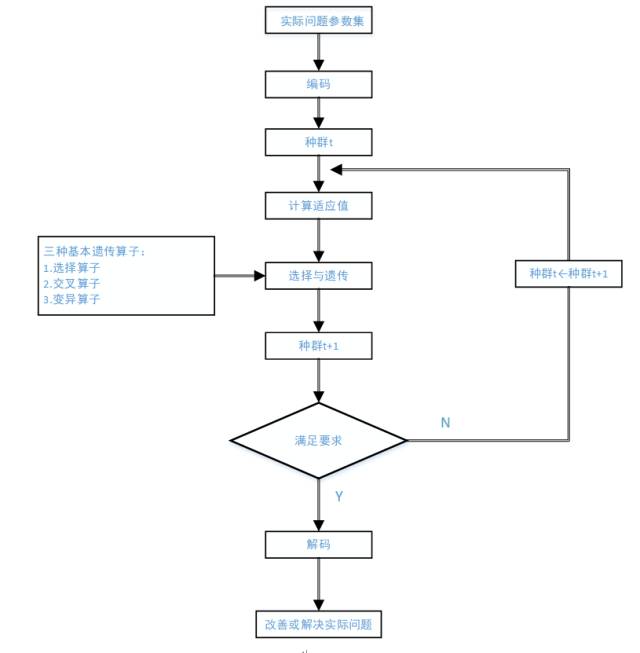 实际问题参数集
编码
种群t
计算适应值
三种基本遗传算子：
1.选择算子
2.交叉算子
3.变异算子
选择与遗传
种群t←种群t+1
种群t+1
满足要求
N
Y
解码
改善或解决实际问题